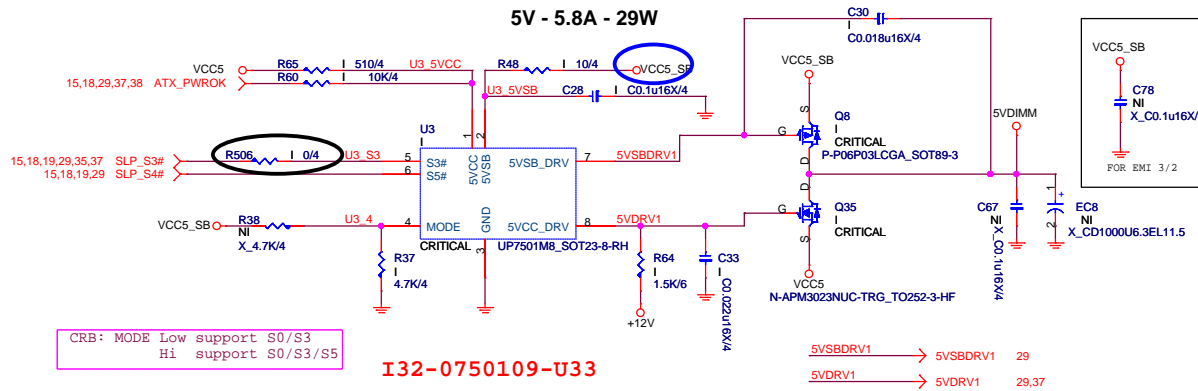 5V - 5.8A - 29W
C30
I
C0.018u16X/4
VCC5
R65
I
510/4
U3_5VCC
15,18,29,37,38
ATX_PWROK
R60
I
10K/4
R48
I
10/4
VCC5_SB
U3_5VSB
C28
I
C0.1u16X/4
VCC5_SB
VCC5_SB
C78
NI
X_C0.1u16X/
FOR EMI 3/2
5VDIMM
U3
1
2
5VCC
5VSB
S
G
D
Q8
I
CRITICAL
P-P06P03LCGA_SOT89-3
15,18,19,29,35,37
SLP_S3#
R506
I
0/4
U3_S3
5
S3#
5VSB_DRV
7
5VSBDRV1
15,18,19,29
SLP_S4#
6
S5#
VCC5_SB
R38
NI
X_4.7K/4
U3_4
4
MODE
GND
3
5VCC_DRV
8
5VDRV1
CRITICAL
UP7501M8_SOT23-8-RH
D
G
S
Q35
I
CRITICAL
VCC5
N-APM3023NUC-TRG_TO252-3-HF
C67
NI
X_C0.1u16X/4
1
+
2
EC8
NI
X_CD1000U6.3EL11.5
R37
I
4.7K/4
R64
I
1.5K/6
+12V
C33
I
C0.022u16X/4
CRB: MODE Low support S0/S3
Hi support S0/S3/S5
I32-0750109-U33
5VSBDRV1
5VSBDRV1
29
5VDRV1
5VDRV1
29,37